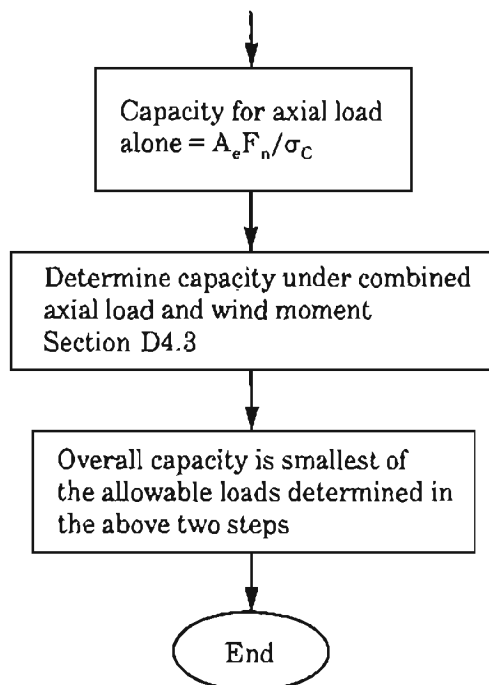 Capacity for axial load
alone = AₑFₙ/σ_C
Determine capacity under combined
axial load and wind moment
Section D4.3
Overall capacity is smallest of
the allowable loads determined in
the above two steps
End